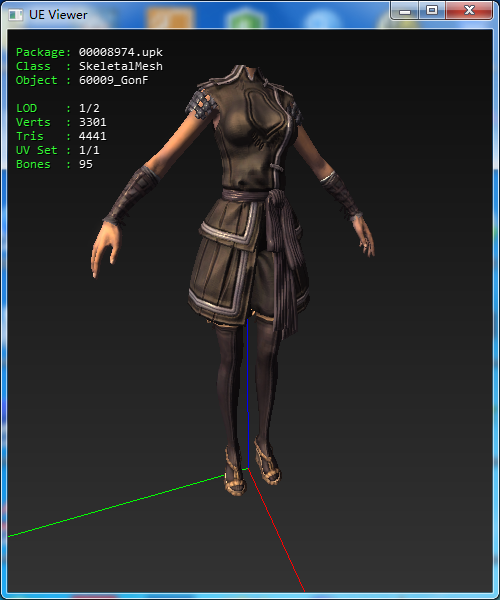 UE Viewer
Package: 00008974.upk
Class : SkeletalMesh
Object : 60009_GonF
LOD : 1/2
Verts : 3301
Tris : 4441
UV Set : 1/1
Bones : 95